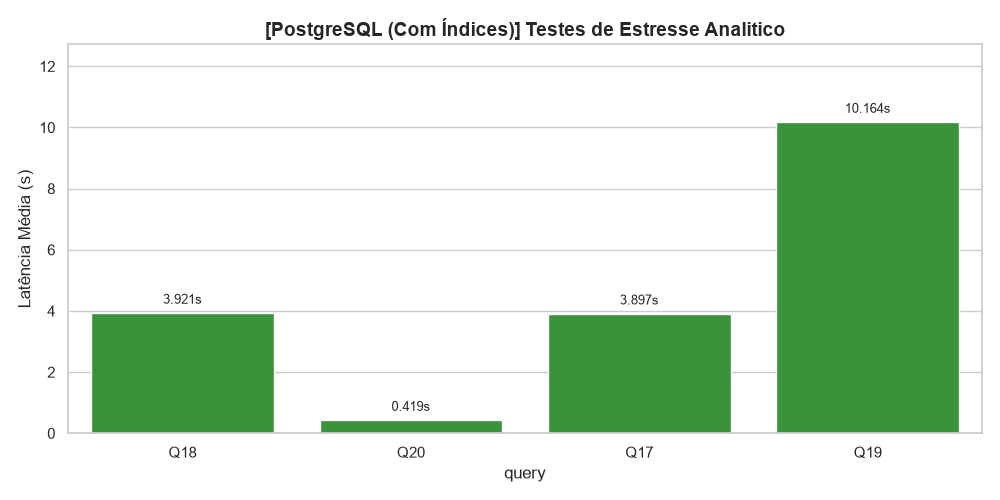 [PostgreSQL (Com Índices)] Testes de Estresse Analitico
Latência Média (s)
12
10
8
6
4
2
0
3.921s
0.419s
3.897s
10.164s
Q18
Q20
Q17
Q19
query